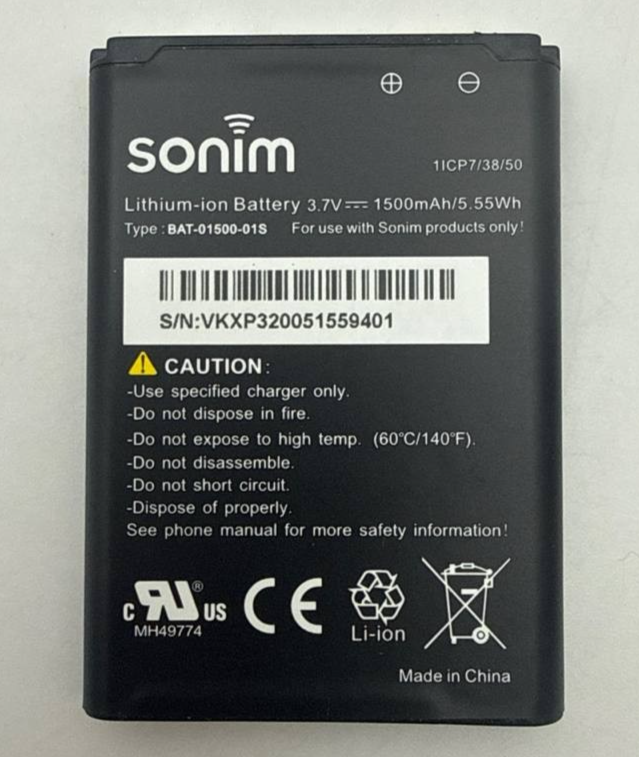 sonim
1ICP7/38/50
Lithium-ion Battery 3.7V⎓ 1500mAh/5.55Wh
Type : BAT-01500-01S For use with Sonim products only!
S/N:VKXP320051559401
CAUTION:
-Use specified charger only.
-Do not dispose in fire.
-Do not expose to high temp. (60°C/140°F).
-Do not disassemble.
-Do not short circuit.
-Dispose of properly.
See phone manual for more safety information!
c RU® US CE
MH49774
Li-ion
Made in China